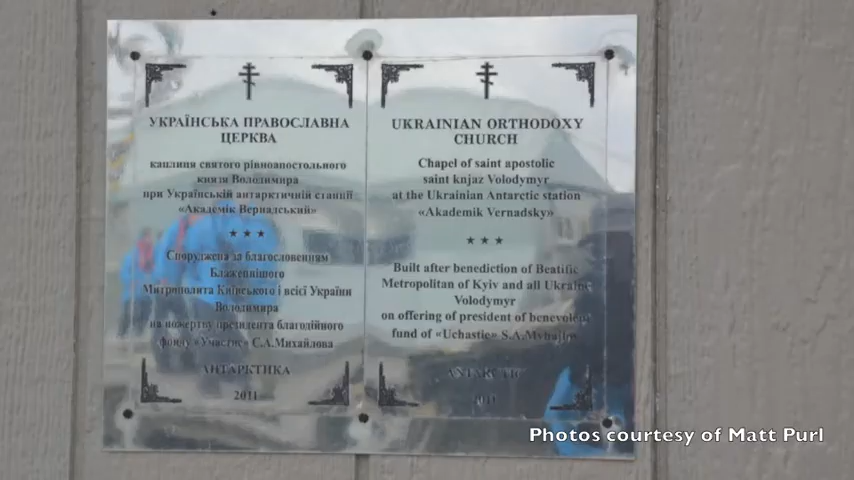 УКРАЇНСЬКА ПРАВОСЛАВНА
ЦЕРКВА
каплиця святого рівноапостольного
князя Володимира
при Українській антарктичній станції
«Академік Вернадський»
★ ★ ★
Споруджена за благословенням
Блаженнішого
Митрополита Київського і всієї України
Володимира
на пожертву президента благодійного
фонду «Участие» С.А.Михайлова
АНТАРКТИКА
2011
UKRAINIAN ORTHODOXY
CHURCH
Chapel of saint apostolic
saint knjaz Volodymyr
at the Ukrainian Antarctic station
«Akademik Vernadsky»
★ ★ ★
Built after benediction of Beatific
Metropolitan of Kyiv and all Ukraine
Volodymyr
on offering of president of benevolent
fund of «Uchastie» S.A.Myhajlov
ANTARCTIC
2011
Photos courtesy of Matt Purl